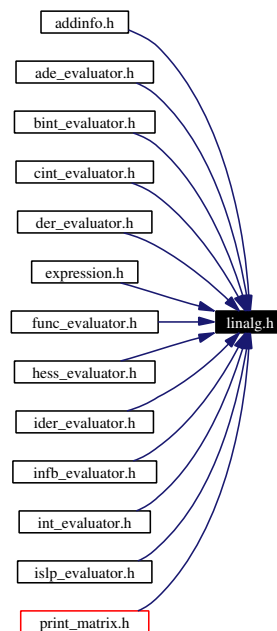 addinfo.h
ade_evaluator.h
bint_evaluator.h
cint_evaluator.h
der_evaluator.h
expression.h
linalg.h
func_evaluator.h
hess_evaluator.h
ider_evaluator.h
infb_evaluator.h
int_evaluator.h
islp_evaluator.h
print_matrix.h